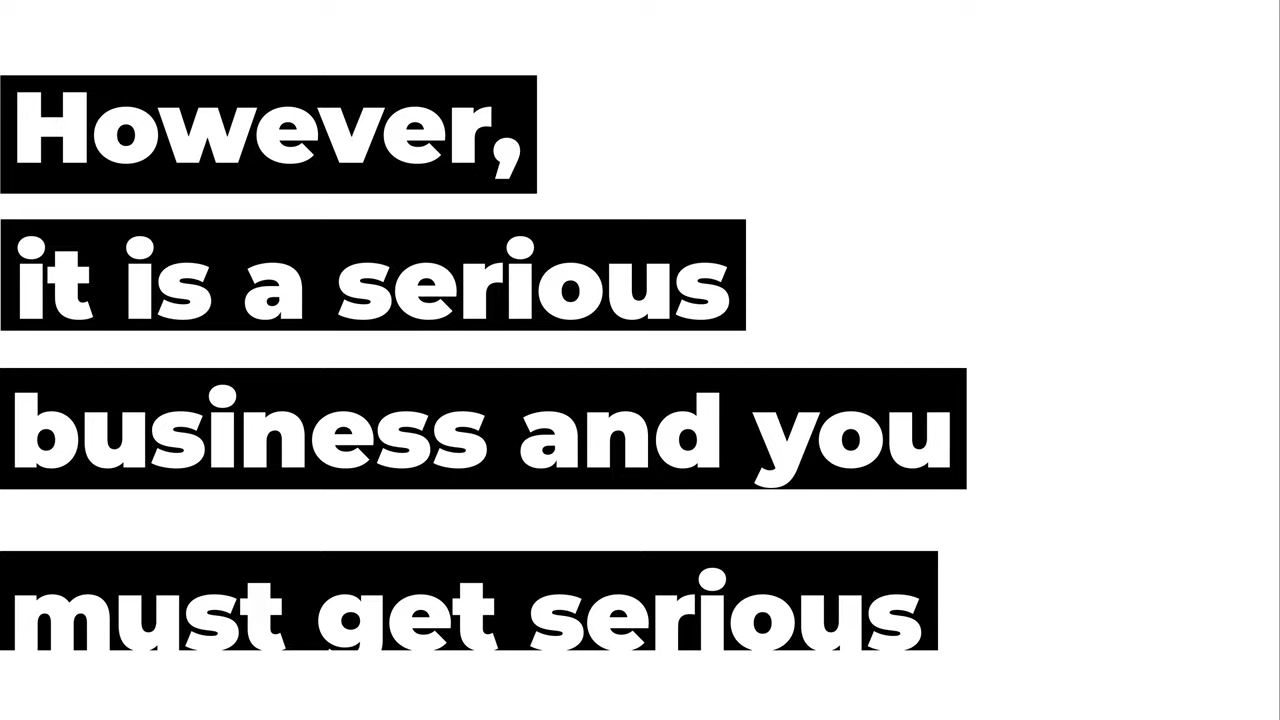 However,
it is a serious
business and you
must get serious